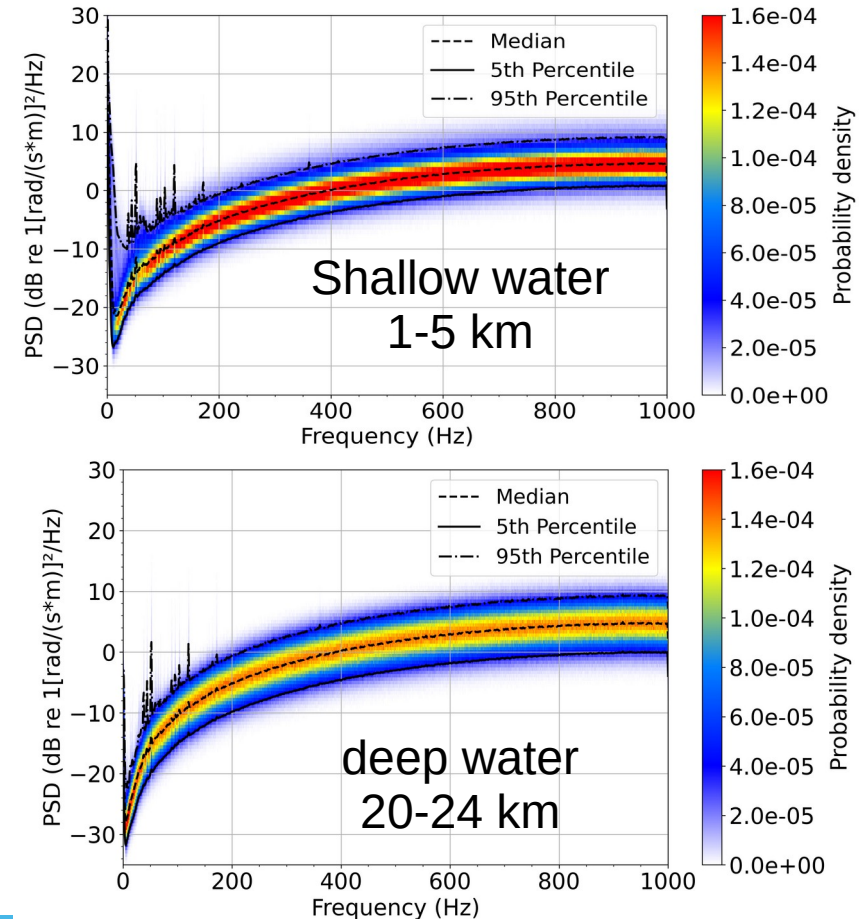 30
20
10
0
−10
−20
−30
PSD (dB re 1[rad/(s*m)]²/Hz)
Median
5th Percentile
95th Percentile
Shallow water
1-5 km
0
200
400
600
800
1000
Frequency (Hz)
1.6e-04
1.4e-04
1.2e-04
1.0e-04
8.0e-05
6.0e-05
4.0e-05
2.0e-05
0.0e+00
Probability density
30
20
10
0
−10
−20
−30
PSD (dB re 1[rad/(s*m)]²/Hz)
Median
5th Percentile
95th Percentile
deep water
20-24 km
0
200
400
600
800
1000
Frequency (Hz)
1.6e-04
1.4e-04
1.2e-04
1.0e-04
8.0e-05
6.0e-05
4.0e-05
2.0e-05
0.0e+00
Probability density